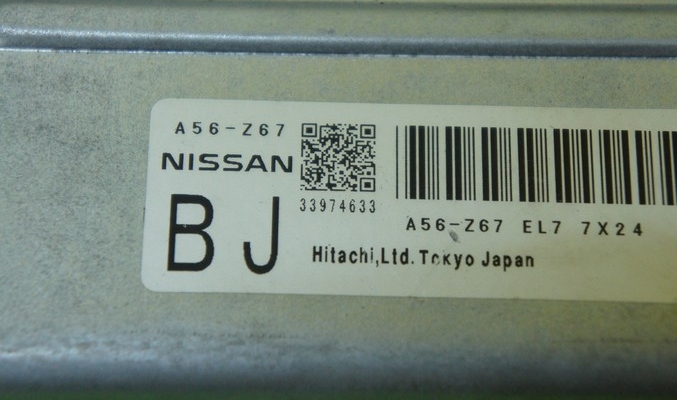 A56-Z67
NISSAN
BJ
33974633
A56-Z67 EL7 7X24
Hitachi,Ltd. Tokyo Japan